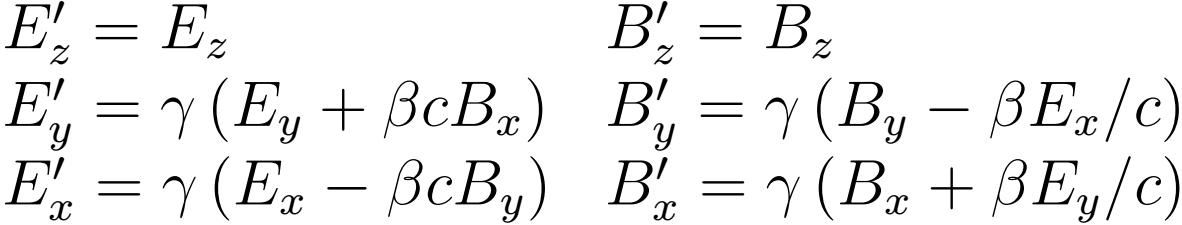 E′_z = E_z B′_z = B_z
E′_y = γ (E_y + βcB_x) B′_y = γ (B_y − βE_x/c)
E′_x = γ (E_x − βcB_y) B′_x = γ (B_x + βE_y/c)